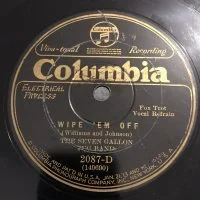 Viva-tonal Recording
Columbia
ELECTRICAL
PROCESS
Fox Trot
Vocal Refrain
WIPE 'EM OFF
(Williams and Johnson)
THE SEVEN GALLON
JUG BAND
2087-D
(149690)